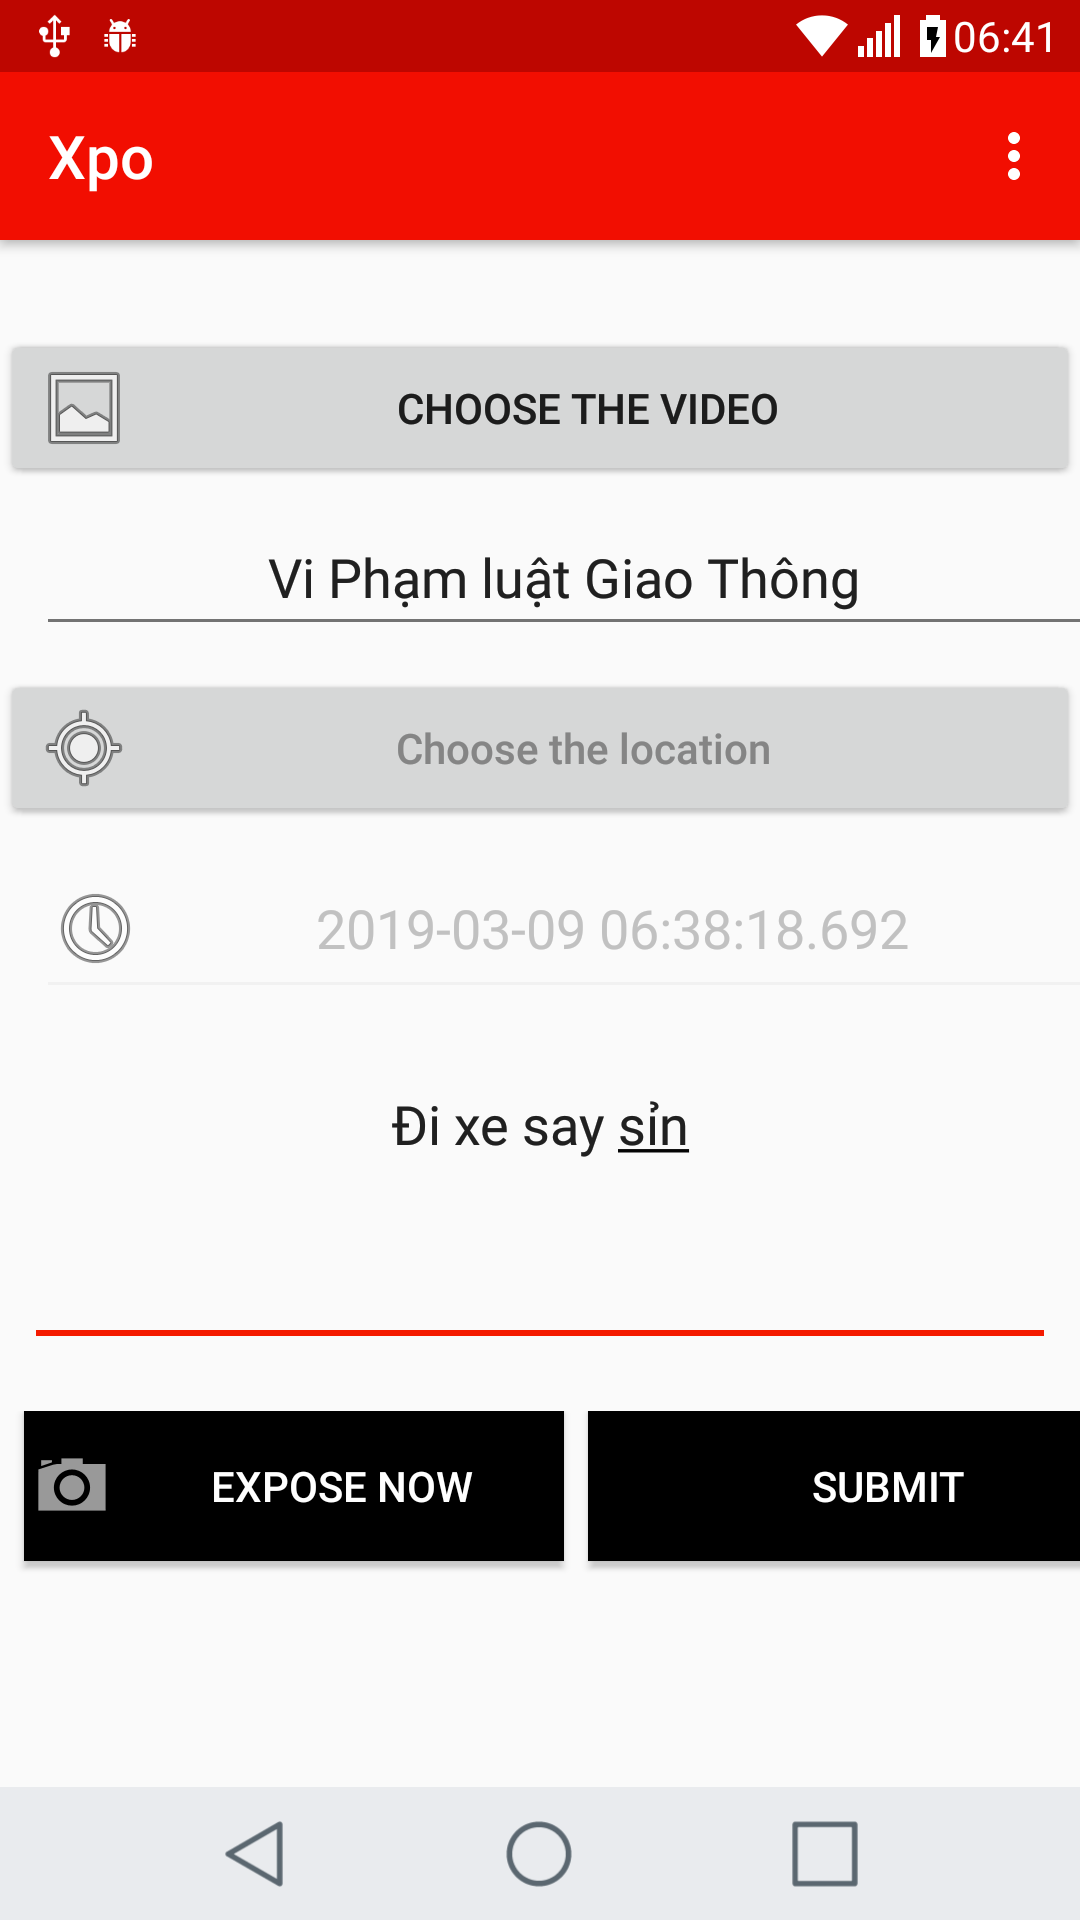 06:41
Xpo
CHOOSE THE VIDEO
Vi Phạm luật Giao Thông
Choose the location
2019-03-09 06:38:18.692
Đi xe say sỉn
EXPOSE NOW
SUBMIT